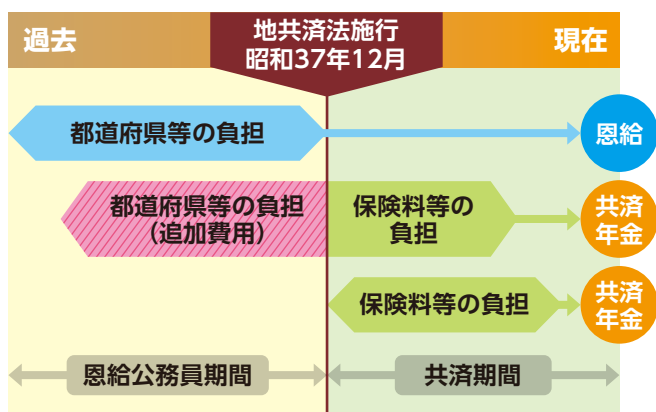 過去
地共済法施行
昭和37年12月
現在
都道府県等の負担
恩給
都道府県等の負担
（追加費用）
保険料等の
負担
共済
年金
保険料等の負担
共済
年金
恩給公務員期間
共済期間